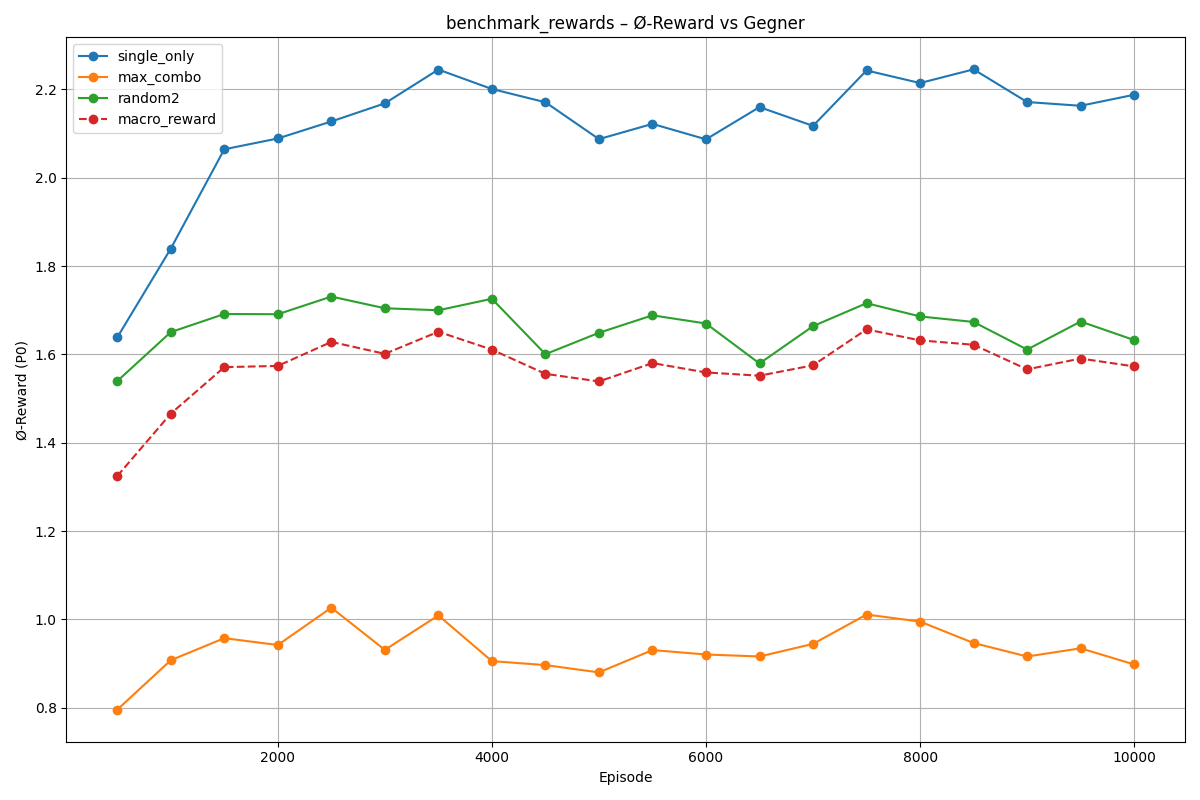 benchmark_rewards – Ø-Reward vs Gegner
single_only
max_combo
random2
macro_reward
Ø-Reward (P0)
2.2
2.0
1.8
1.6
1.4
1.2
1.0
0.8
2000 4000 6000 8000 10000
Episode